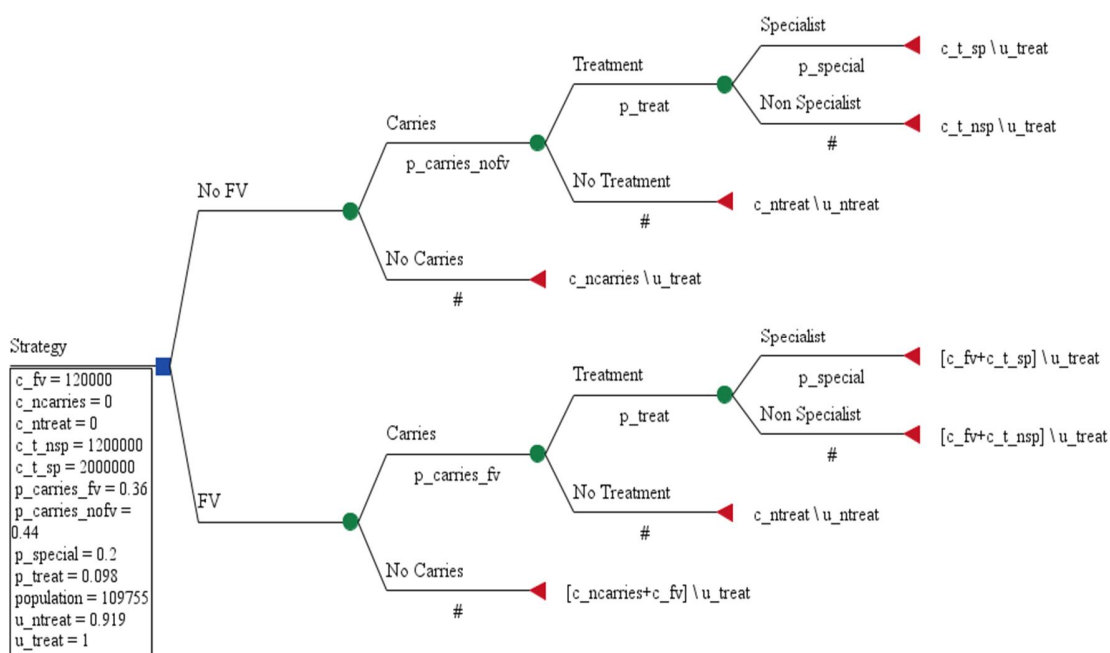 Specialist
c_t_sp \ u_treat
p_special
Treatment
p_treat
Non Specialist
c_t_nsp \ u_treat
#
Carries
p_carries_nofv
No Treatment
c_ntreat \ u_ntreat
#
No FV
No Carries
c_ncarries \ u_treat
#
Strategy
c_fv = 120000
c_ncarries = 0
c_ntreat = 0
c_t_nsp = 1200000
c_t_sp = 2000000
p_carries_fv = 0.36
p_carries_nofv =
0.44
p_special = 0.2
p_treat = 0.098
population = 109755
u_ntreat = 0.919
u_treat = 1
Specialist
[c_fv+c_t_sp] \ u_treat
p_special
Treatment
p_treat
Non Specialist
[c_fv+c_t_nsp] \ u_treat
#
Carries
p_carries_fv
No Treatment
c_ntreat \ u_ntreat
#
FV
No Carries
[c_ncarries+c_fv] \ u_treat
#